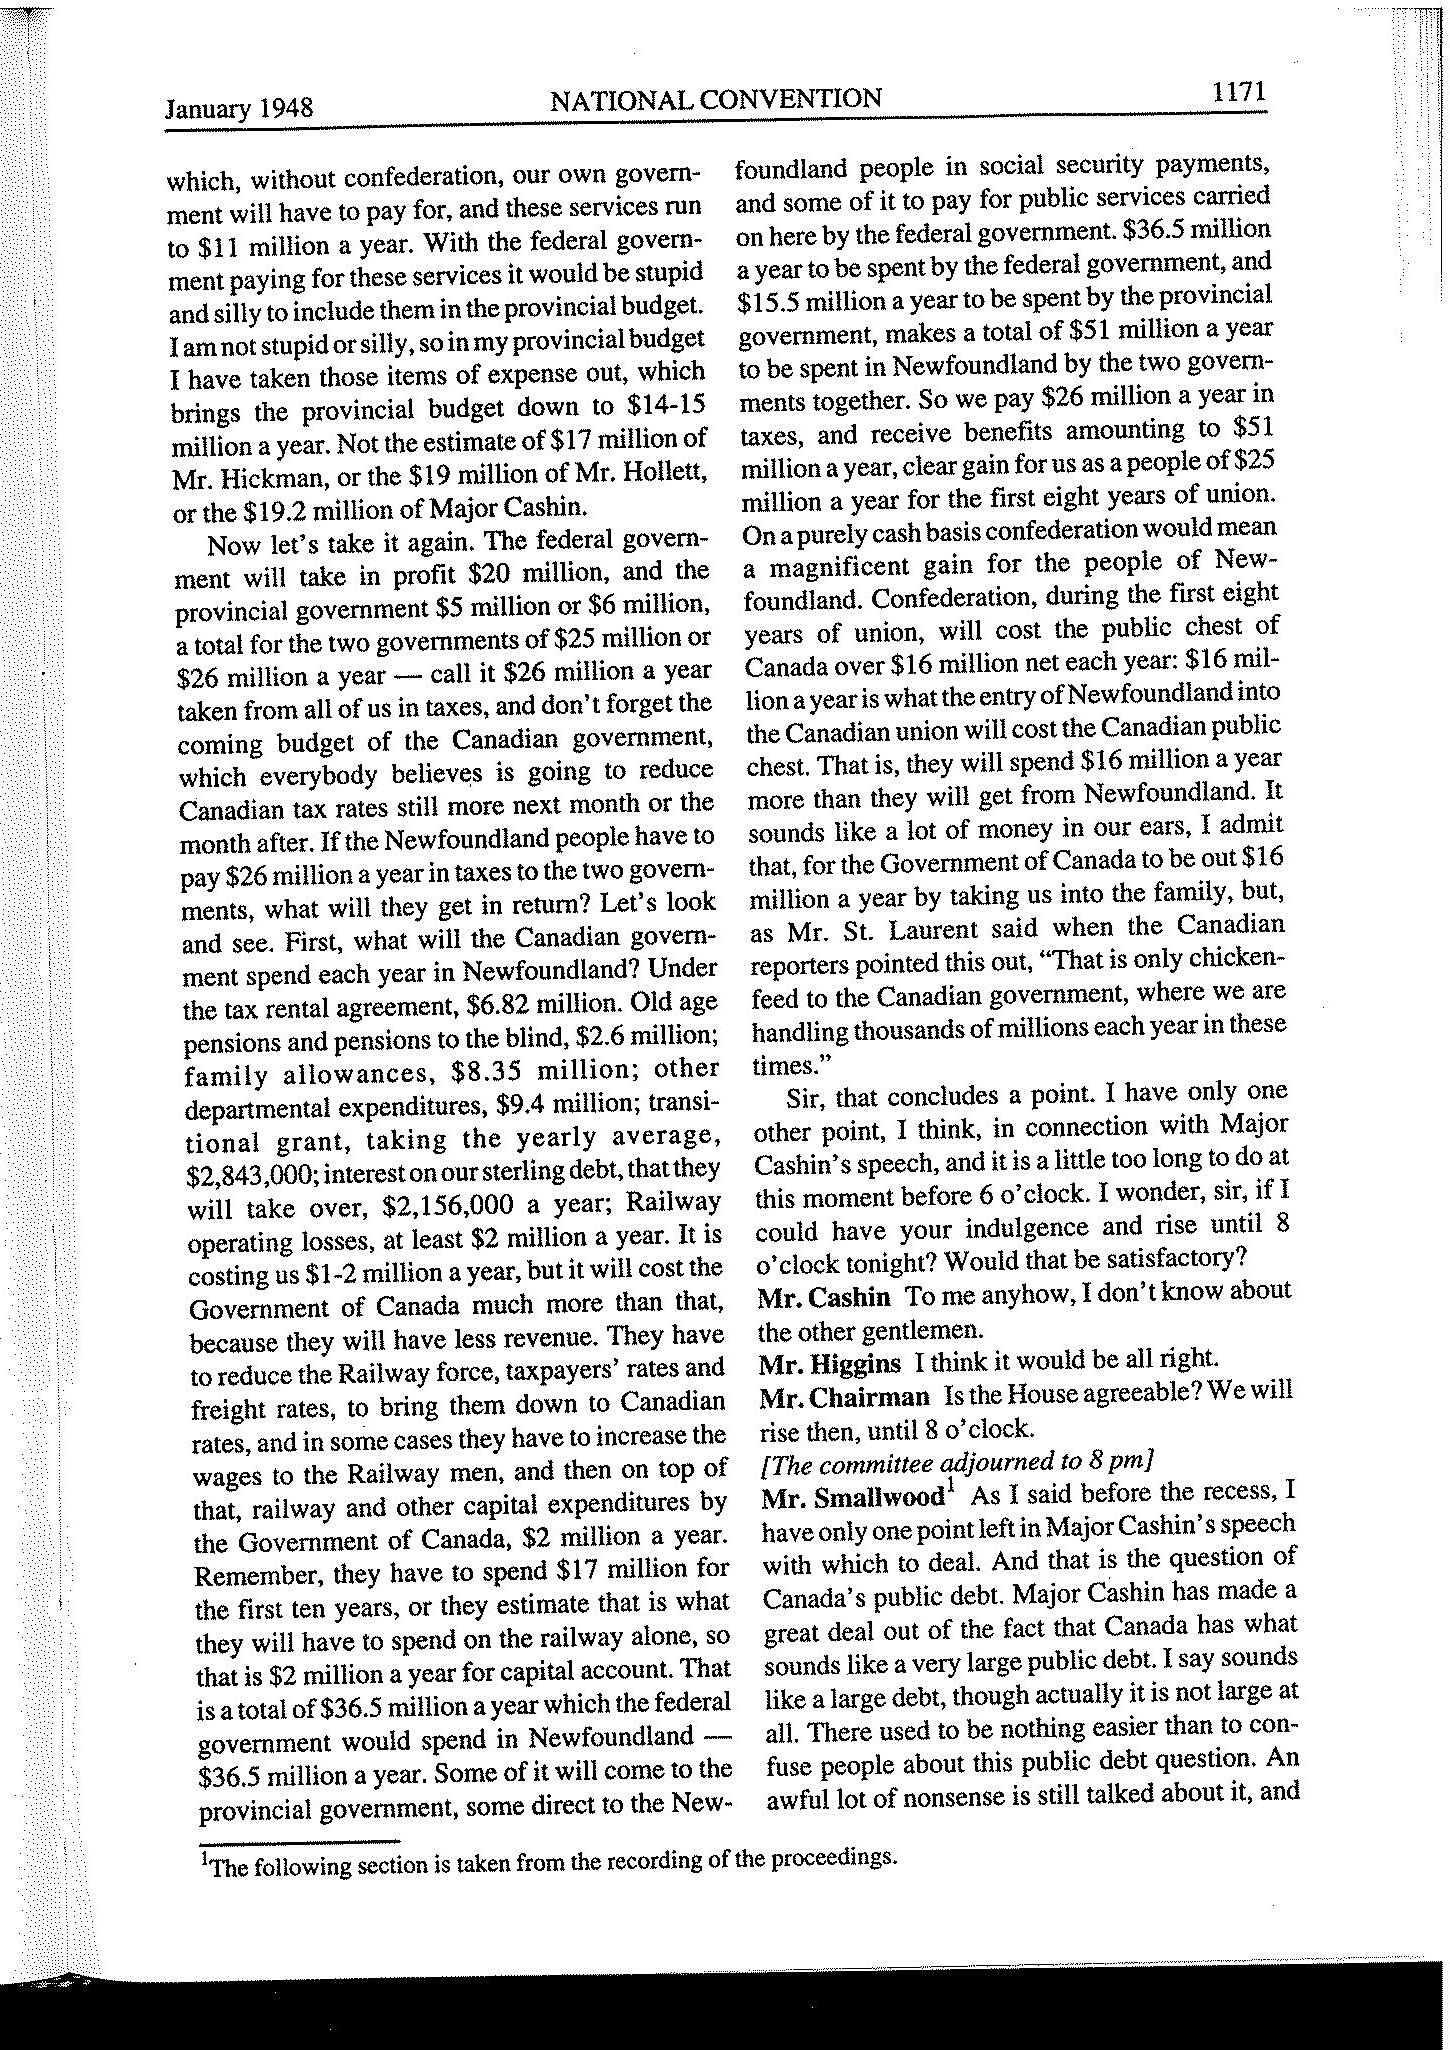 January 1948
NATIONAL CONVENTION
1171
which, without confederation, our own govern-
ment will have to pay for, and these services run
to $11 million a year. With the federal govern-
ment paying for these services it would be stupid
and silly to include them in the provincial budget.
I am not stupid or silly, so in my provincial budget
I have taken those items of expense out, which
brings the provincial budget down to $14-15
million a year. Not the estimate of $17 million of
Mr. Hickman, or the $19 million of Mr. Hollett,
or the $19.2 million of Major Cashin.
Now let's take it again. The federal govern-
ment will take in profit $20 million, and the
provincial government $5 million or $6 million,
a total for the two governments of $25 million or
$26 million a year — call it $26 million a year
taken from all of us in taxes, and don't forget the
coming budget of the Canadian government,
which everybody believes is going to reduce
Canadian tax rates still more next month or the
month after. If the Newfoundland people have to
pay $26 million a year in taxes to the two govern-
ments, what will they get in return? Let's look
and see. First, what will the Canadian govern-
ment spend each year in Newfoundland? Under
the tax rental agreement, $6.82 million. Old age
pensions and pensions to the blind, $2.6 million;
family allowances, $8.35 million; other
departmental expenditures, $9.4 million; transi-
tional grant, taking the yearly average,
$2,843,000; interest on our sterling debt, that they
will take over, $2,156,000 a year; Railway
operating losses, at least $2 million a year. It is
costing us $1-2 million a year, but it will cost the
Government of Canada much more than that,
because they will have less revenue. They have
to reduce the Railway force, taxpayers' rates and
freight rates, to bring them down to Canadian
rates, and in some cases they have to increase the
wages to the Railway men, and then on top of
that, railway and other capital expenditures by
the Government of Canada, $2 million a year.
Remember, they have to spend $17 million for
the first ten years, or they estimate that is what
they will have to spend on the railway alone, so
that is $2 million a year for capital account. That
is a total of $36.5 million a year which the federal
government would spend in Newfoundland —
$36.5 million a year. Some of it will come to the
provincial government, some direct to the New-
foundland people in social security payments,
and some of it to pay for public services carried
on here by the federal government. $36.5 million
a year to be spent by the federal government, and
$15.5 million a year to be spent by the provincial
government, makes a total of $51 million a year
to be spent in Newfoundland by the two govern-
ments together. So we pay $26 million a year in
taxes, and receive benefits amounting to $51
million a year, clear gain for us as a people of $25
million a year for the first eight years of union.
On a purely cash basis confederation would mean
a magnificent gain for the people of New-
foundland. Confederation, during the first eight
years of union, will cost the public chest of
Canada over $16 million net each year: $16 mil-
lion a year is what the entry of Newfoundland into
the Canadian union will cost the Canadian public
chest. That is, they will spend $16 million a year
more than they will get from Newfoundland. It
sounds like a lot of money in our ears, I admit
that, for the Government of Canada to be out $16
million a year by taking us into the family, but,
as Mr. St. Laurent said when the Canadian
reporters pointed this out, "That is only chicken-
feed to the Canadian government, where we are
handling thousands of millions each year in these
times."
Sir, that concludes a point. I have only one
other point, I think, in connection with Major
Cashin's speech, and it is a little too long to do at
this moment before 6 o'clock. I wonder, sir, if I
could have your indulgence and rise until 8
o'clock tonight? Would that be satisfactory?
Mr. Cashin To me anyhow, I don't know about
the other gentlemen.
Mr. Higgins I think it would be all right.
Mr. Chairman Is the House agreeable? We will
rise then, until 8 o'clock.
[The committee adjourned to 8 pm]
Mr. Smallwood¹ As I said before the recess, I
have only one point left in Major Cashin's speech
with which to deal. And that is the question of
Canada's public debt. Major Cashin has made a
great deal out of the fact that Canada has what
sounds like a very large public debt. I say sounds
like a large debt, though actually it is not large at
all. There used to be nothing easier than to con-
fuse people about this public debt question. An
awful lot of nonsense is still talked about it, and
¹The following section is taken from the recording of the proceedings.